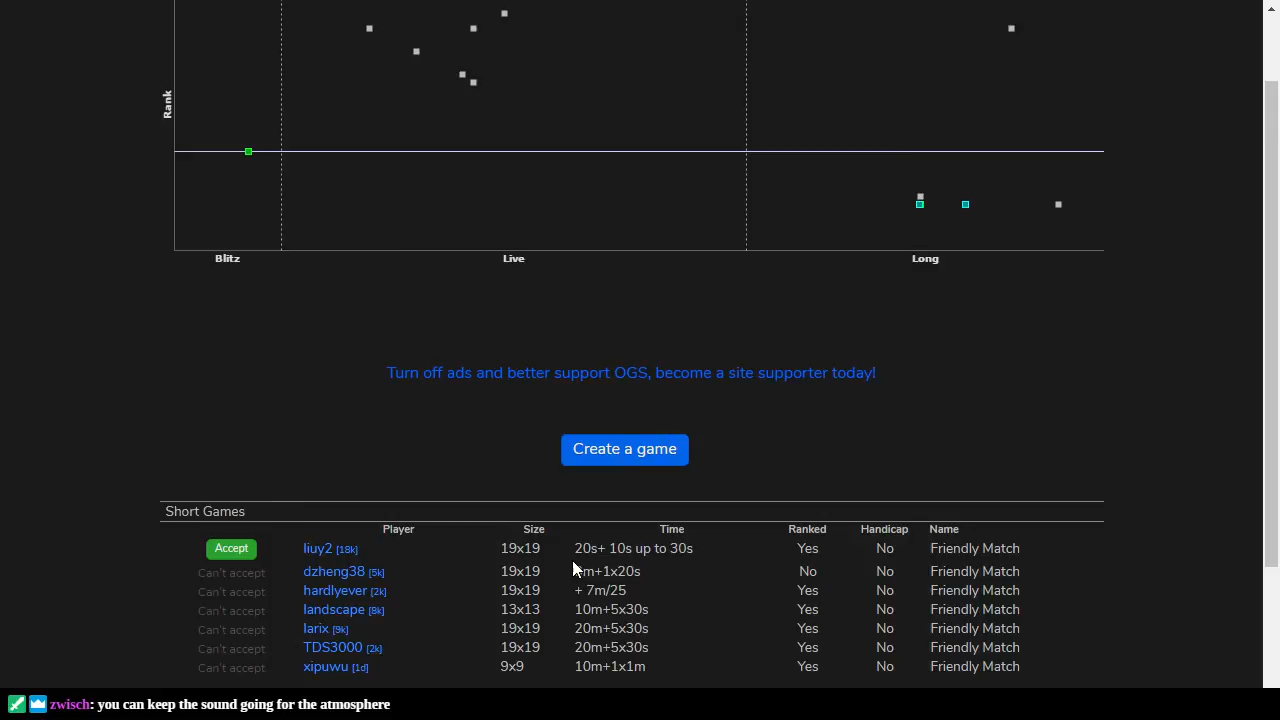 Rank
Blitz Live Long
Turn off ads and better support OGS, become a site supporter today!
Create a game
Short Games
Player Size Time Ranked Handicap Name
Accept liuy2 [18k] 19x19 20s+ 10s up to 30s Yes No Friendly Match
Can't accept dzheng38 [5k] 19x19 m+1x20s No No Friendly Match
Can't accept hardlyever [2k] 19x19 + 7m/25 Yes No Friendly Match
Can't accept landscape [8k] 13x13 10m+5x30s Yes No Friendly Match
Can't accept larix [9k] 19x19 20m+5x30s Yes No Friendly Match
Can't accept TDS3000 [2k] 19x19 20m+5x30s Yes No Friendly Match
Can't accept xipuwu [1d] 9x9 10m+1x1m Yes No Friendly Match
zwisch: you can keep the sound going for the atmosphere